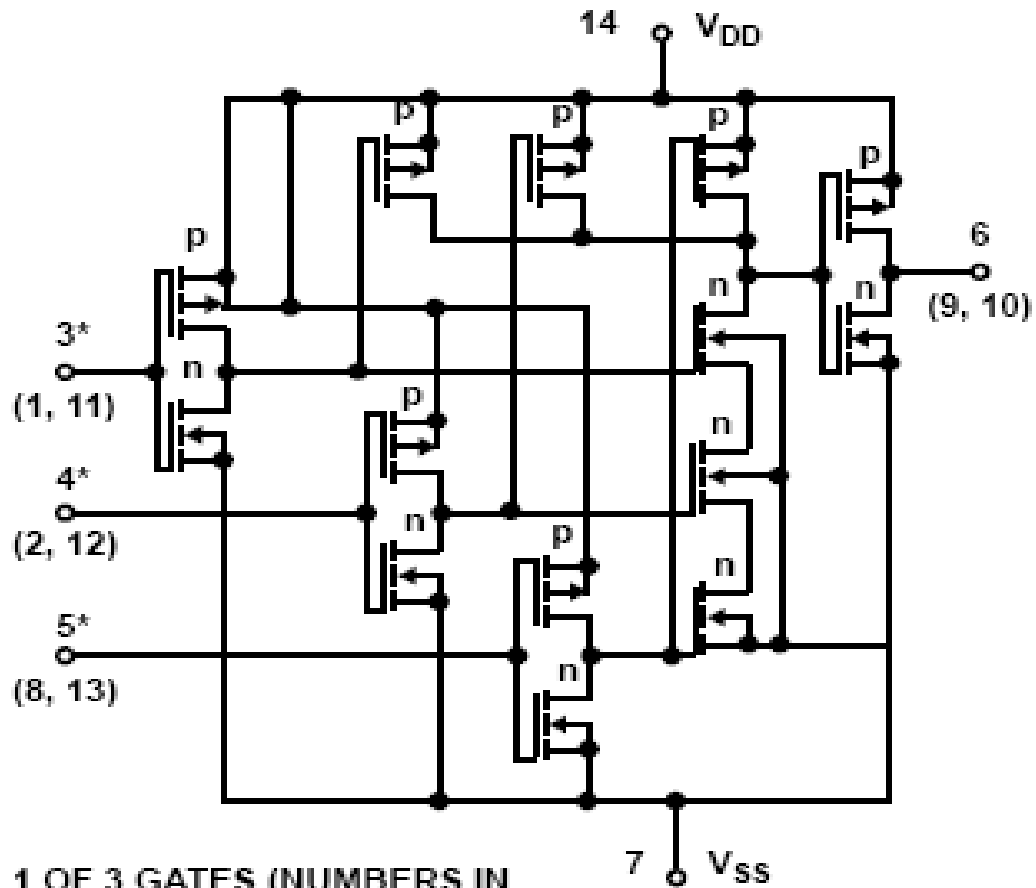 14 VDD
p p p
p
p
6
n
(9, 10)
n
3*
n
(1, 11)
p
n
4*
n
(2, 12)
p
n
5*
n
(8, 13)
7 VSS
1 OF 3 GATES (NUMBERS IN